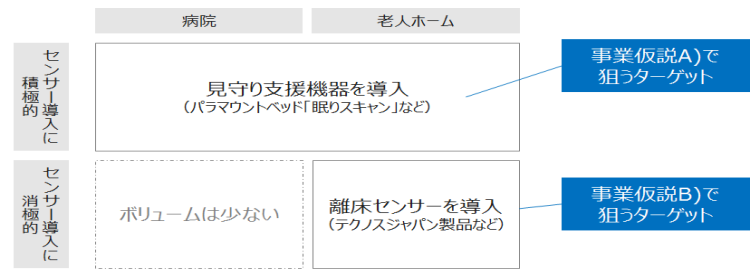 病院
老人ホーム
センサー導入に
積極的
見守り支援機器を導入
（パラマウントベッド「眠りスキャン」など）
事業仮説A)で
狙うターゲット
センサー導入に
消極的
ボリュームは少ない
離床センサーを導入
（テクノスジャパン製品など）
事業仮説B)で
狙うターゲット